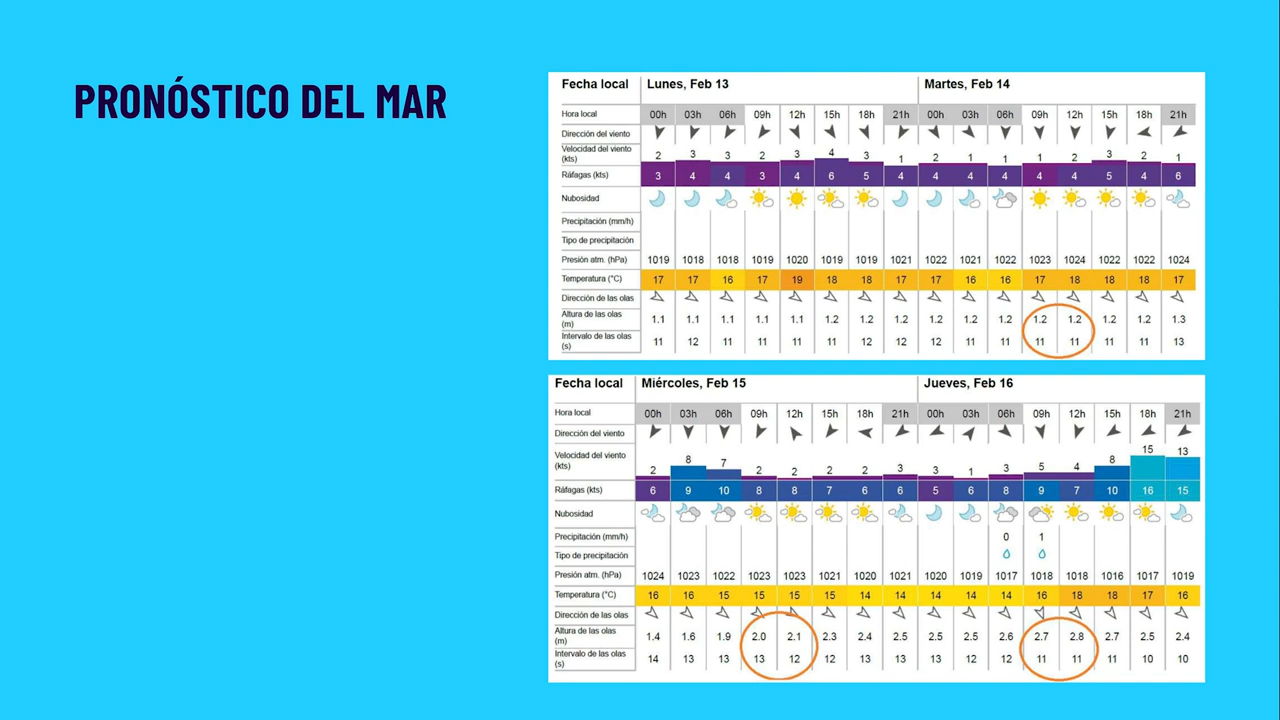 PRONÓSTICO DEL MAR
Fecha local Lunes, Feb 13 Martes, Feb 14
Hora local 00h 03h 06h 09h 12h 15h 18h 21h 00h 03h 06h 09h 12h 15h 18h 21h
Dirección del viento
Velocidad del viento (kts) 2 3 3 2 3 4 3 1 2 1 1 1 2 3 2 1
Ráfagas (kts) 3 4 4 3 4 6 5 4 4 4 4 4 4 5 4 6
Nubosidad
Precipitación (mm/h)
Tipo de precipitación
Presión atm. (hPa) 1019 1018 1018 1019 1020 1019 1019 1021 1022 1021 1022 1023 1024 1022 1022 1024
Temperatura (°C) 17 17 16 17 19 18 18 17 17 16 16 17 18 18 18 17
Dirección de las olas
Altura de las olas (m) 1.1 1.1 1.1 1.1 1.1 1.2 1.2 1.2 1.2 1.2 1.2 1.2 1.2 1.2 1.2 1.3
Intervalo de las olas (s) 11 12 11 11 11 11 12 12 12 11 11 11 11 11 11 13
Fecha local Miércoles, Feb 15 Jueves, Feb 16
Hora local 00h 03h 06h 09h 12h 15h 18h 21h 00h 03h 06h 09h 12h 15h 18h 21h
Dirección del viento
Velocidad del viento (kts) 2 8 7 2 2 2 2 3 3 1 3 5 4 8 15 13
Ráfagas (kts) 6 9 10 8 8 7 6 6 5 6 8 9 7 10 16 15
Nubosidad
Precipitación (mm/h) 0 1
Tipo de precipitación
Presión atm. (hPa) 1024 1023 1022 1023 1023 1021 1020 1021 1020 1019 1017 1018 1018 1016 1017 1019
Temperatura (°C) 16 16 15 15 15 15 14 14 14 14 14 16 18 18 17 16
Dirección de las olas
Altura de las olas (m) 1.4 1.6 1.9 2.0 2.1 2.3 2.4 2.5 2.5 2.5 2.6 2.7 2.8 2.7 2.5 2.4
Intervalo de las olas (s) 14 13 13 13 12 12 13 13 13 12 12 11 11 11 10 10